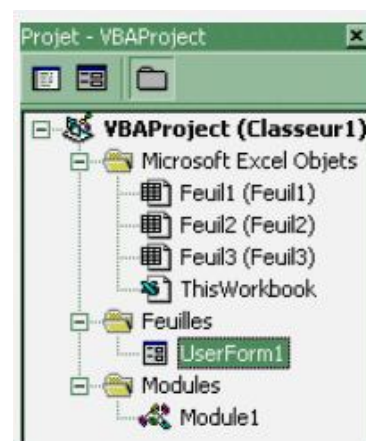 Projet - VBAProject
VBAProject (Classeur1)
Microsoft Excel Objets
Feuil1 (Feuil1)
Feuil2 (Feuil2)
Feuil3 (Feuil3)
ThisWorkbook
Feuilles
UserForm1
Modules
Module1